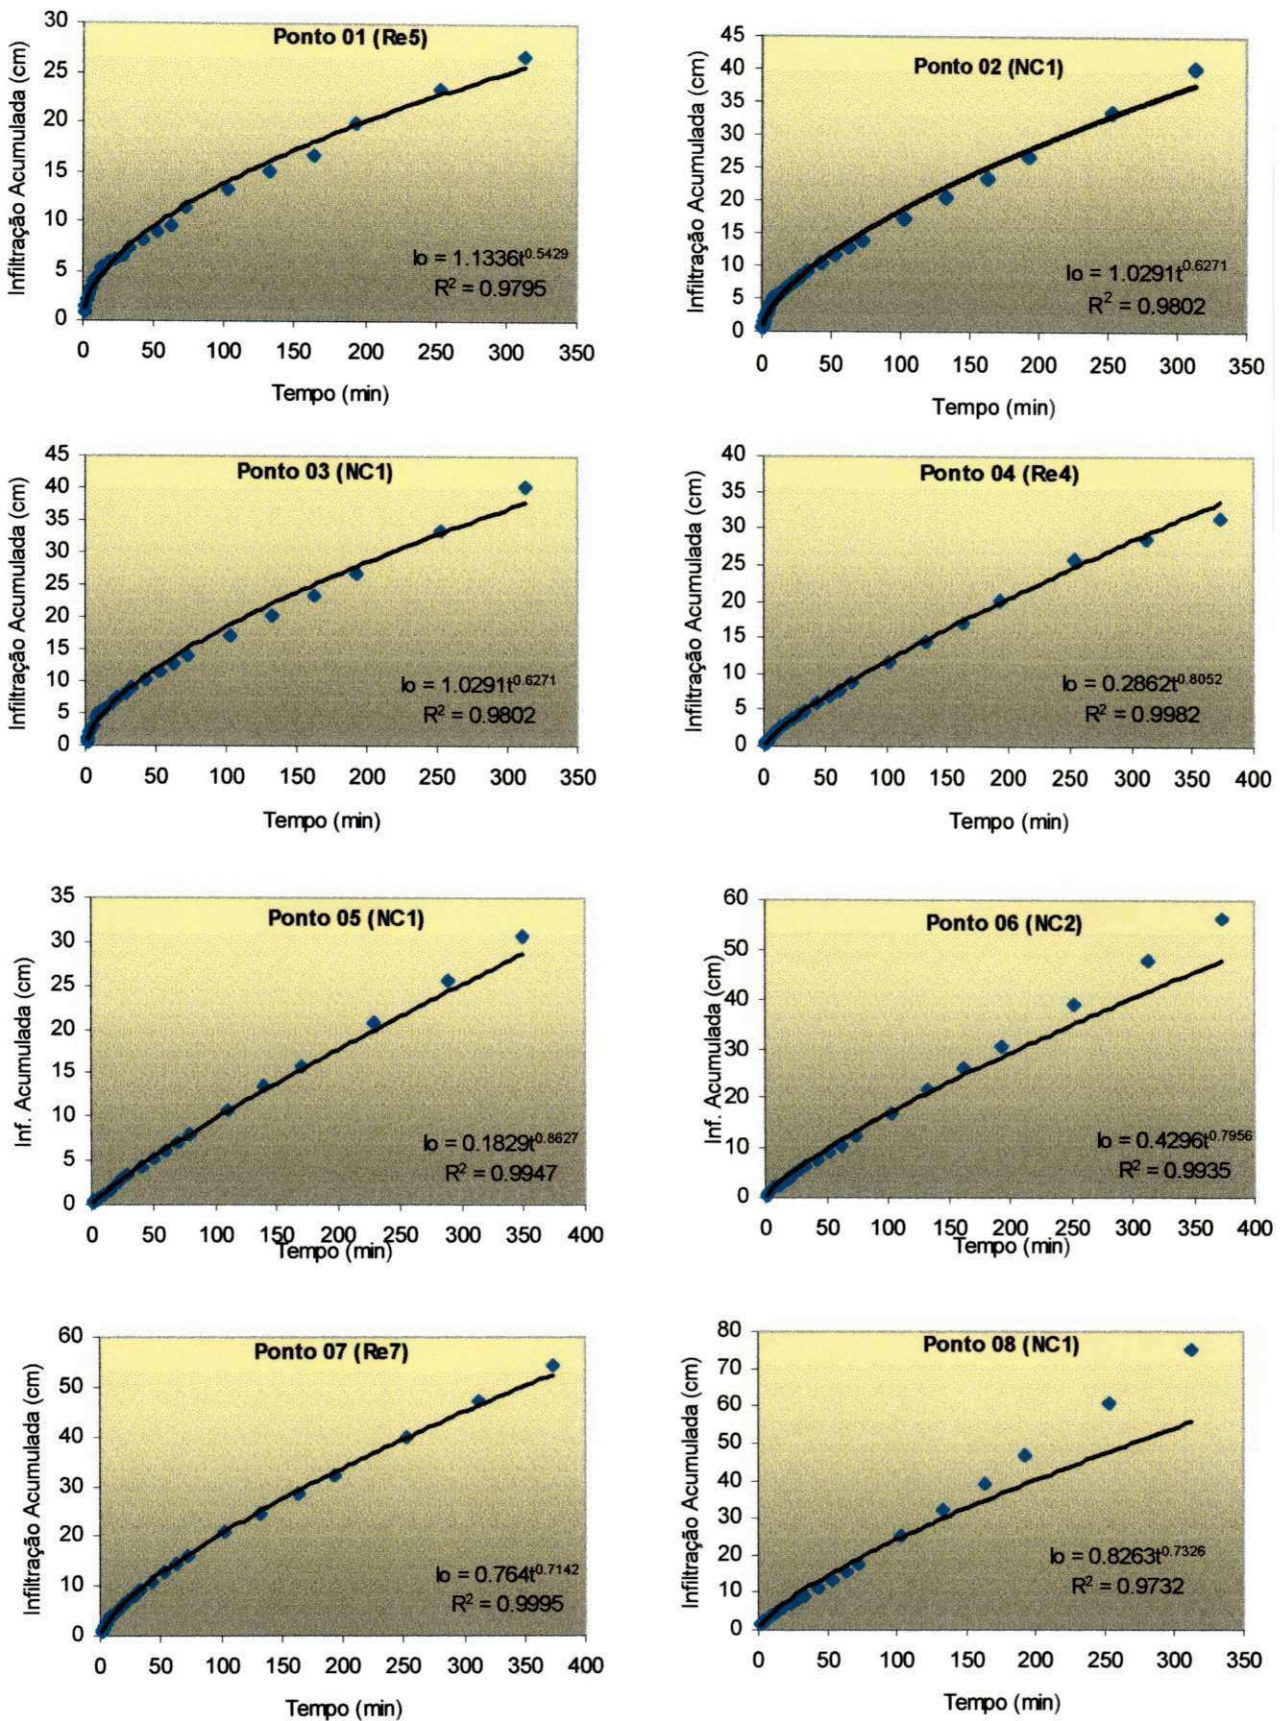 Ponto 01 (Re5)
Infiltração Acumulada (cm)
30
25
20
15
10
5
0
Io = 1.1336t^0.5429
R² = 0.9795
0 50 100 150 200 250 300 350
Tempo (min)
Ponto 02 (NC1)
Infiltração Acumulada (cm)
45
40
35
30
25
20
15
10
5
0
Io = 1.0291t^0.6271
R² = 0.9802
0 50 100 150 200 250 300 350
Tempo (min)
Ponto 03 (NC1)
Infiltração Acumulada (cm)
45
40
35
30
25
20
15
10
5
0
Io = 1.0291t^0.6271
R² = 0.9802
0 50 100 150 200 250 300 350
Tempo (min)
Ponto 04 (Re4)
Infiltração Acumulada (cm)
40
35
30
25
20
15
10
5
0
Io = 0.2862t^0.8052
R² = 0.9982
0 50 100 150 200 250 300 350 400
Tempo (min)
Ponto 05 (NC1)
Inf. Acumulada (cm)
35
30
25
20
15
10
5
0
Io = 0.1829t^0.8627
R² = 0.9947
0 50 100 150 200 250 300 350 400
Tempo (min)
Ponto 06 (NC2)
Inf. Acumulada (cm)
60
50
40
30
20
10
0
Io = 0.4296t^0.7956
R² = 0.9935
0 50 100 150 200 250 300 350 400
Tempo (min)
Ponto 07 (Re7)
Infiltração Acumulada (cm)
60
50
40
30
20
10
0
Io = 0.764t^0.7142
R² = 0.9995
0 50 100 150 200 250 300 350 400
Tempo (min)
Ponto 08 (NC1)
Infiltração Acumulada (cm)
80
70
60
50
40
30
20
10
0
Io = 0.8263t^0.7326
R² = 0.9732
0 50 100 150 200 250 300 350
Tempo (min)